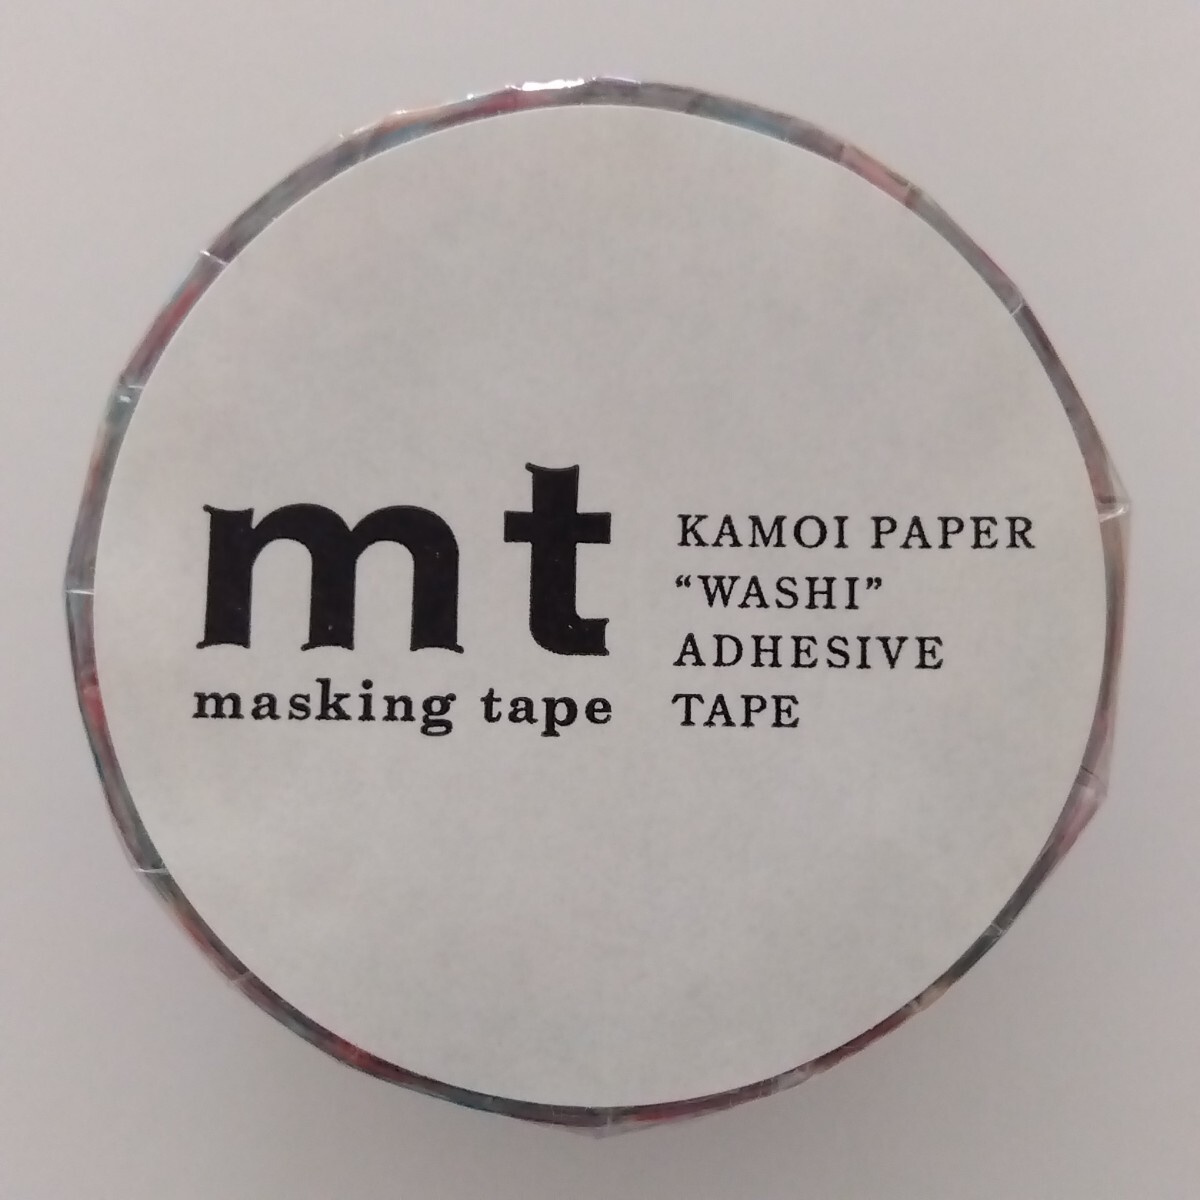 mt
masking tape
KAMOI PAPER
“WASHI”
ADHESIVE
TAPE